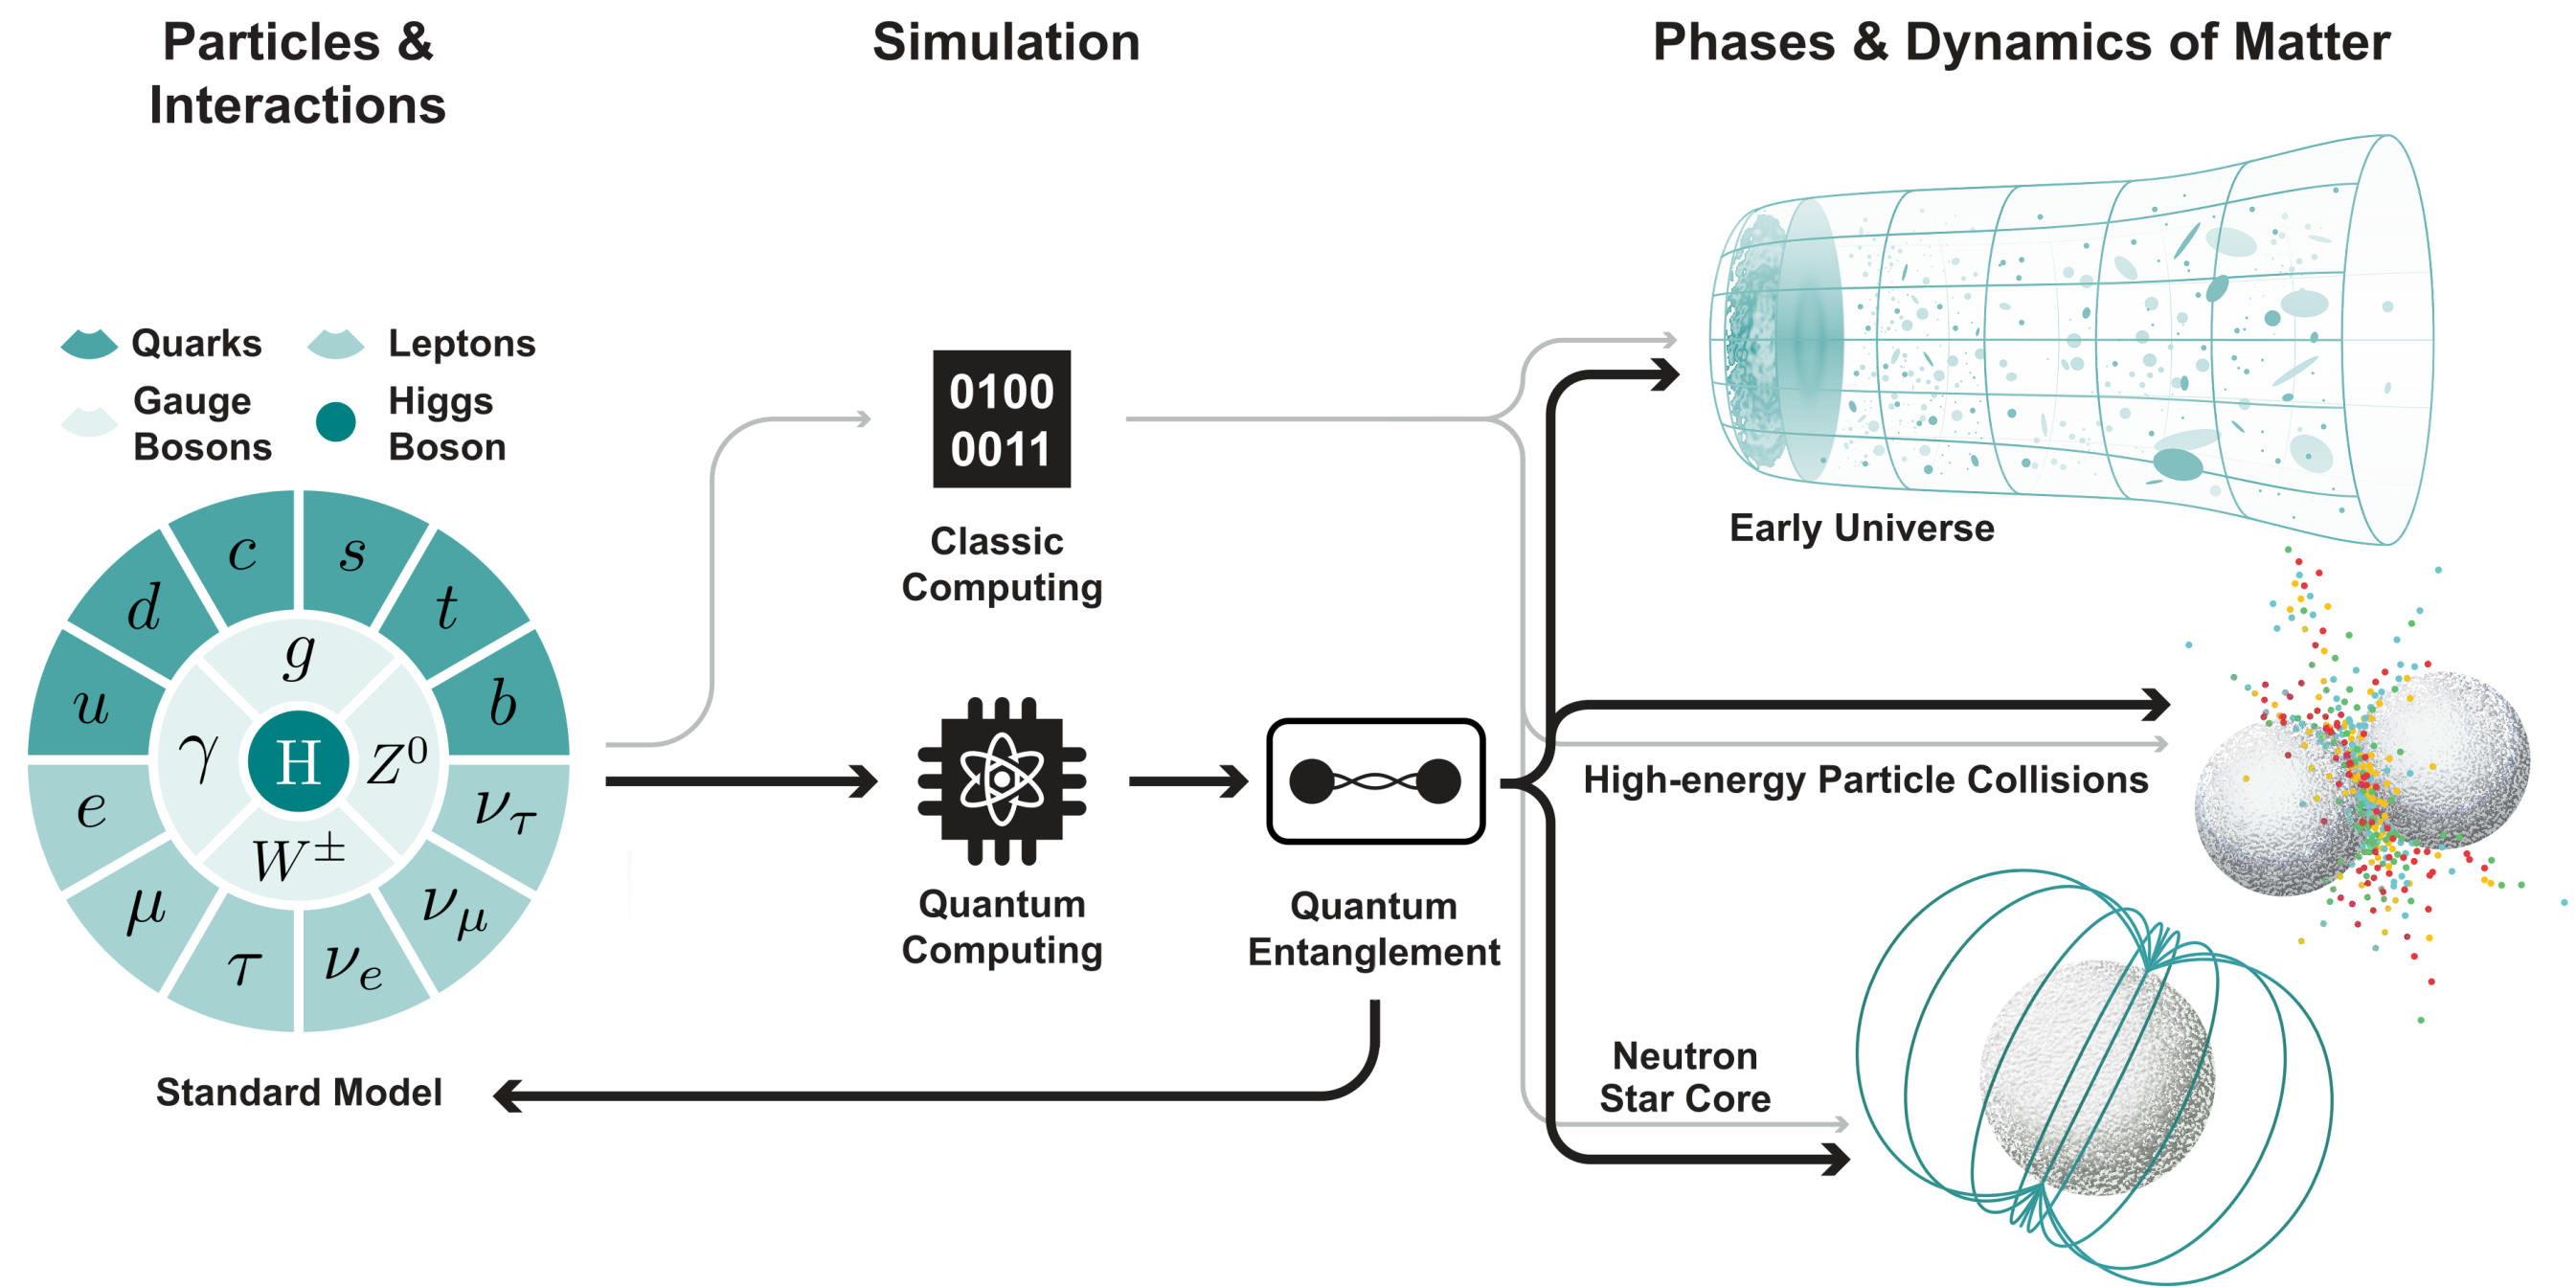 Particles &
Interactions
Simulation
Phases & Dynamics of Matter
Quarks
Leptons
Gauge
Bosons
Higgs
Boson
c
s
d
t
u
b
g
γ
H
Z⁰
W±
e
ν_τ
μ
ν_μ
τ
ν_e
Standard Model
0100
0011
Classic
Computing
Quantum
Computing
Quantum
Entanglement
Early Universe
High-energy Particle Collisions
Neutron
Star Core